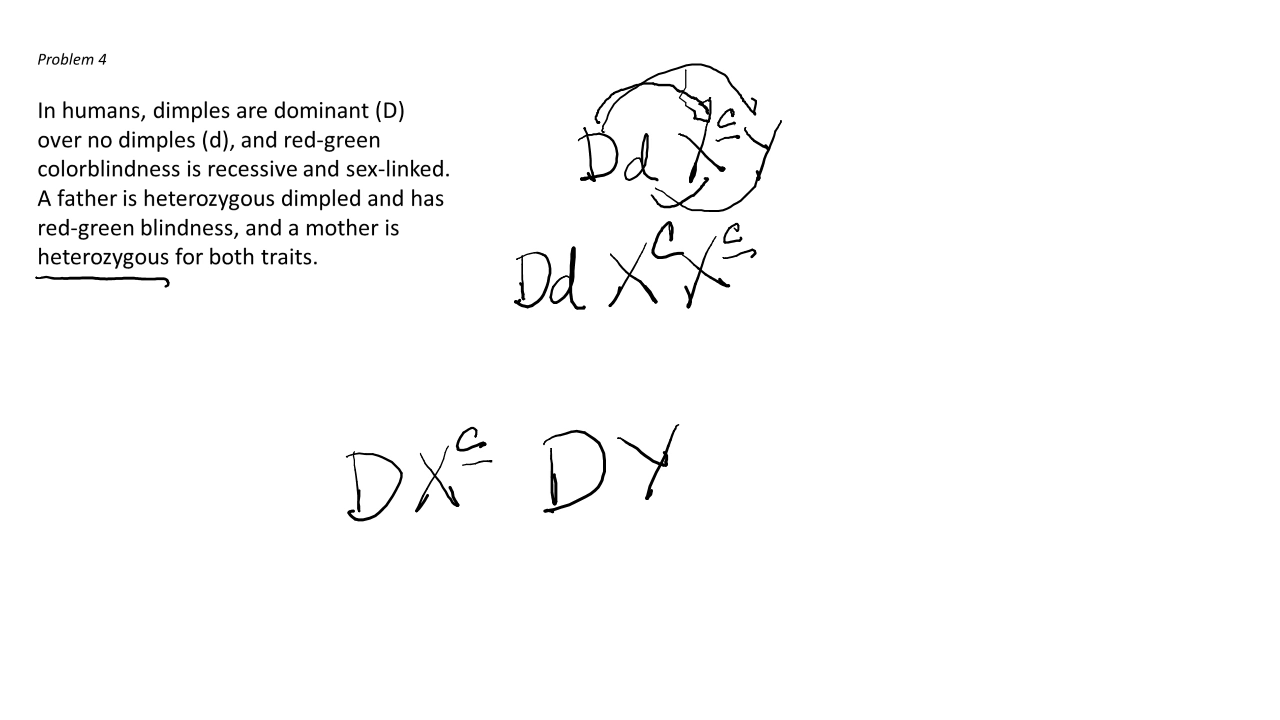 Problem 4
In humans, dimples are dominant (D)
over no dimples (d), and red-green
colorblindness is recessive and sex-linked.
A father is heterozygous dimpled and has
red-green blindness, and a mother is
heterozygous for both traits.
Dd X^c Y
Dd X^C X^c
DX^c DY